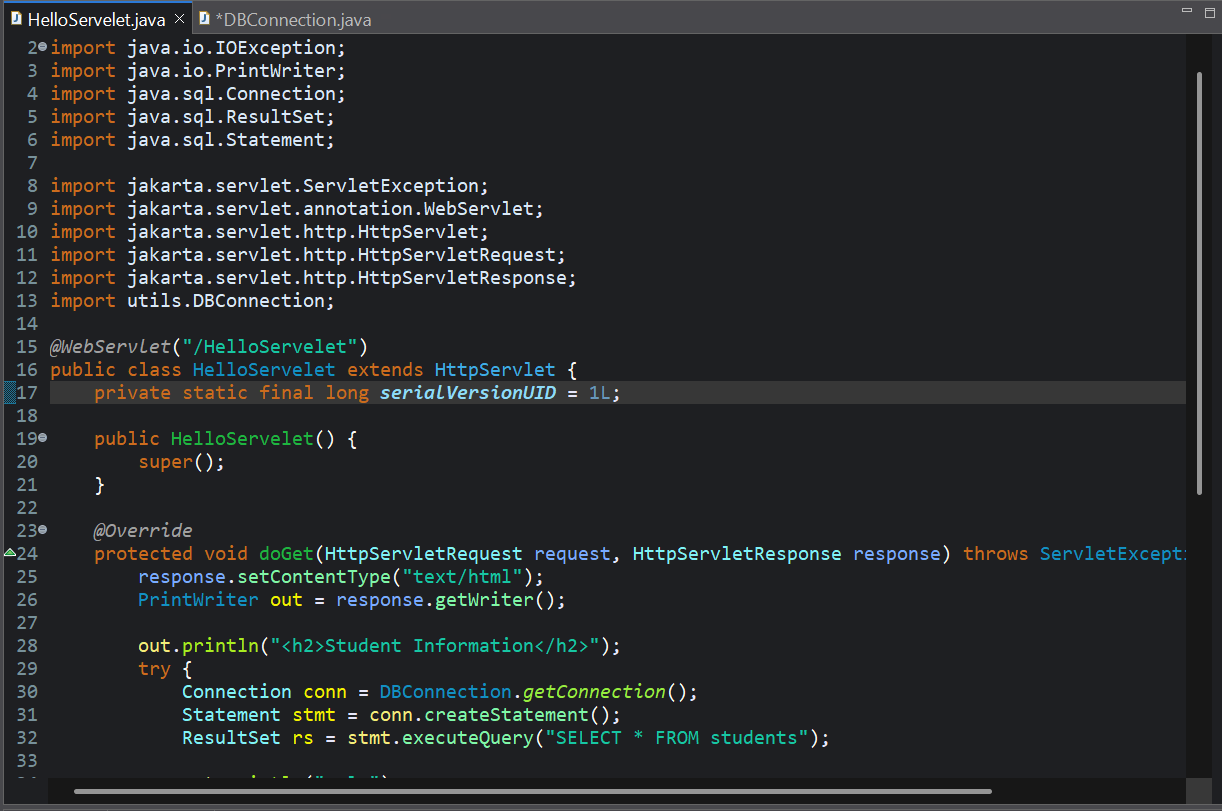 HelloServelet.java × *DBConnection.java
2 import java.io.IOException;
3 import java.io.PrintWriter;
4 import java.sql.Connection;
5 import java.sql.ResultSet;
6 import java.sql.Statement;
7
8 import jakarta.servlet.ServletException;
9 import jakarta.servlet.annotation.WebServlet;
10 import jakarta.servlet.http.HttpServlet;
11 import jakarta.servlet.http.HttpServletRequest;
12 import jakarta.servlet.http.HttpServletResponse;
13 import utils.DBConnection;
14
15 @WebServlet("/HelloServelet")
16 public class HelloServelet extends HttpServlet {
17     private static final long serialVersionUID = 1L;
18
19     public HelloServelet() {
20         super();
21     }
22
23     @Override
24     protected void doGet(HttpServletRequest request, HttpServletResponse response) throws ServletExcepti
25         response.setContentType("text/html");
26         PrintWriter out = response.getWriter();
27
28         out.println("<h2>Student Information</h2>");
29         try {
30             Connection conn = DBConnection.getConnection();
31             Statement stmt = conn.createStatement();
32             ResultSet rs = stmt.executeQuery("SELECT * FROM students");
33